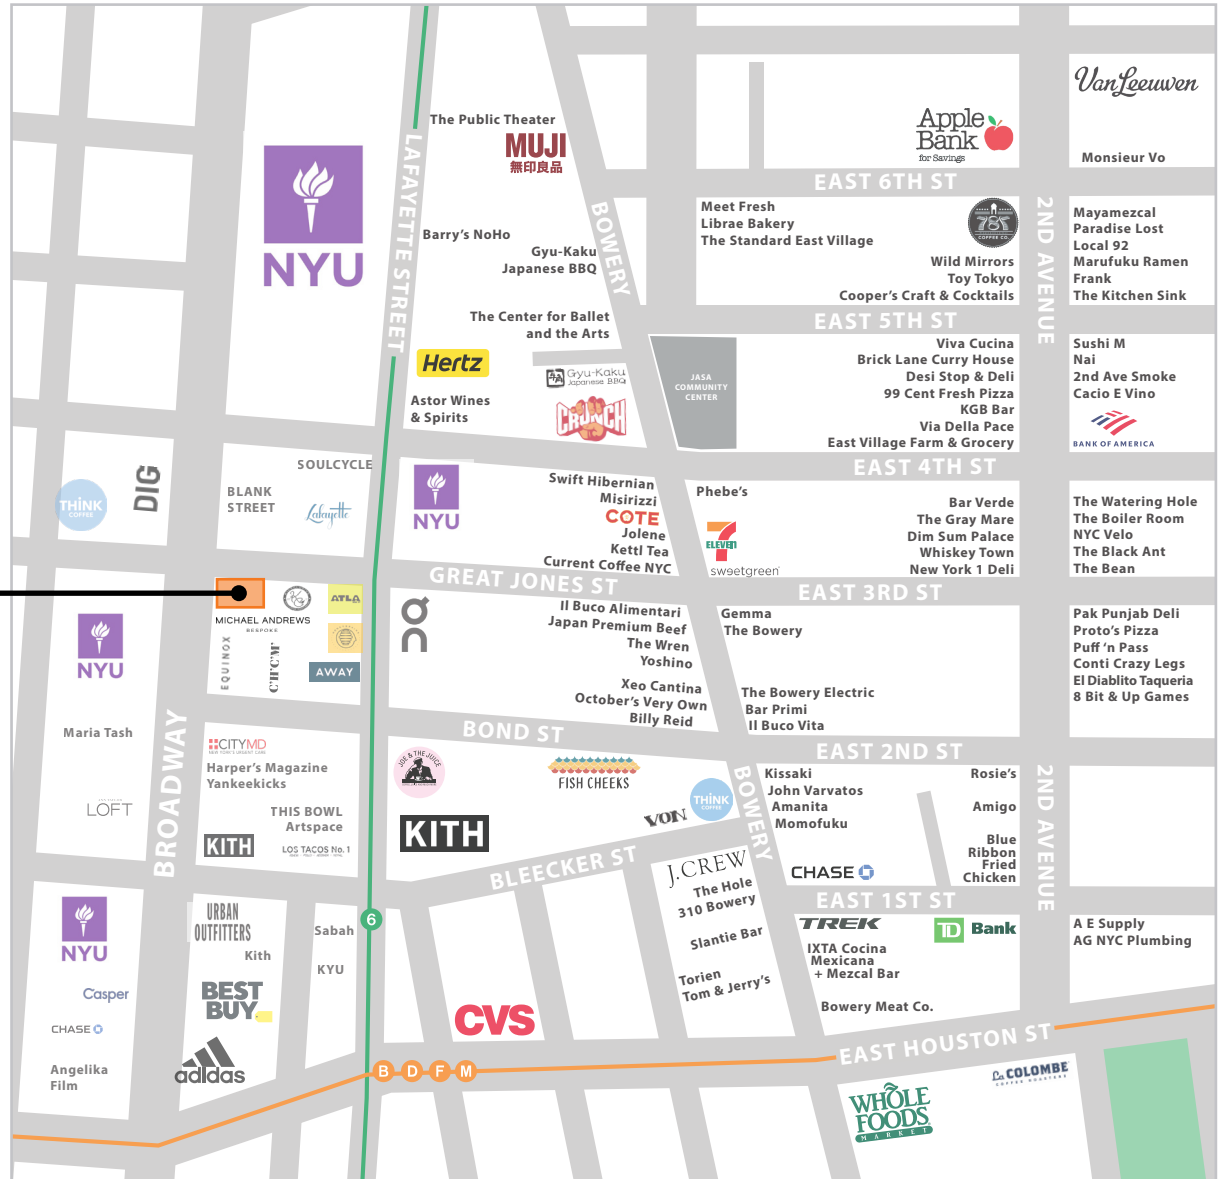 The Public Theater
MUJI
無印良品
LAFAYETTE STREET
NYU
Barry's NoHo
Gyu-Kaku
Japanese BBQ
BOWERY
The Center for Ballet
and the Arts
Hertz
Gyu-Kaku
Japanese BBQ
Astor Wines
& Spirits
CRUNCH
Apple
Bank
for Savings
Van Leeuwen
Monsieur Vo
EAST 6TH ST
Meet Fresh
Librae Bakery
The Standard East Village
787
COFFEE CO
Wild Mirrors
Toy Tokyo
Cooper's Craft & Cocktails
2ND AVENUE
Mayamezcal
Paradise Lost
Local 92
Marufuku Ramen
Frank
The Kitchen Sink
EAST 5TH ST
JASA
COMMUNITY
CENTER
Viva Cucina
Brick Lane Curry House
Desi Stop & Deli
99 Cent Fresh Pizza
KGB Bar
Via Della Pace
East Village Farm & Grocery
Sushi M
Nai
2nd Ave Smoke
Cacio E Vino
BANK OF AMERICA
EAST 4TH ST
THINK
COFFEE
DIG
SOULCYCLE
BLANK
STREET
Lafayette
NYU
Swift Hibernian
Misirizzi
COTE
Jolene
Kettl Tea
Current Coffee NYC
Phebe's
7
ELEVEN
sweetgreen
Bar Verde
The Gray Mare
Dim Sum Palace
Whiskey Town
New York 1 Deli
The Watering Hole
The Boiler Room
NYC Velo
The Black Ant
The Bean
GREAT JONES ST
EAST 3RD ST
ATLA
MICHAEL ANDREWS
BESPOKE
EQUINOX
C'H'C'M'
AWAY
NYU
Maria Tash
LOFT
BROADWAY
Il Buco Alimentari
Japan Premium Beef
The Wren
Yoshino
Xeo Cantina
October's Very Own
Billy Reid
Gemma
The Bowery
The Bowery Electric
Bar Primi
Il Buco Vita
Pak Punjab Deli
Proto's Pizza
Puff 'n Pass
Conti Crazy Legs
El Diablito Taqueria
8 Bit & Up Games
BOND ST
EAST 2ND ST
CITYMD
Harper's Magazine
Yankeekicks
THIS BOWL
Artspace
KITH
LOS TACOS No.1
JOE & THE JUICE
FISH CHEEKS
KITH
VON
THINK
COFFEE
BOWERY
Kissaki
John Varvatos
Amanita
Momofuku
CHASE
Rosie's
Amigo
Blue
Ribbon
Fried
Chicken
2ND AVENUE
BLEECKER ST
EAST 1ST ST
NYU
Casper
CHASE
Angelika
Film
URBAN
OUTFITTERS
Kith
BEST
BUY
adidas
Sabah
KYU
6
CVS
J.CREW
The Hole
310 Bowery
Slantie Bar
Torien
Tom & Jerry's
TREK
IXTA Cocina
Mexicana
+ Mezcal Bar
Bowery Meat Co.
TD Bank
A E Supply
AG NYC Plumbing
B D F M
EAST HOUSTON ST
WHOLE
FOODS
MARKET
La COLOMBE
COFFEE ROASTERS